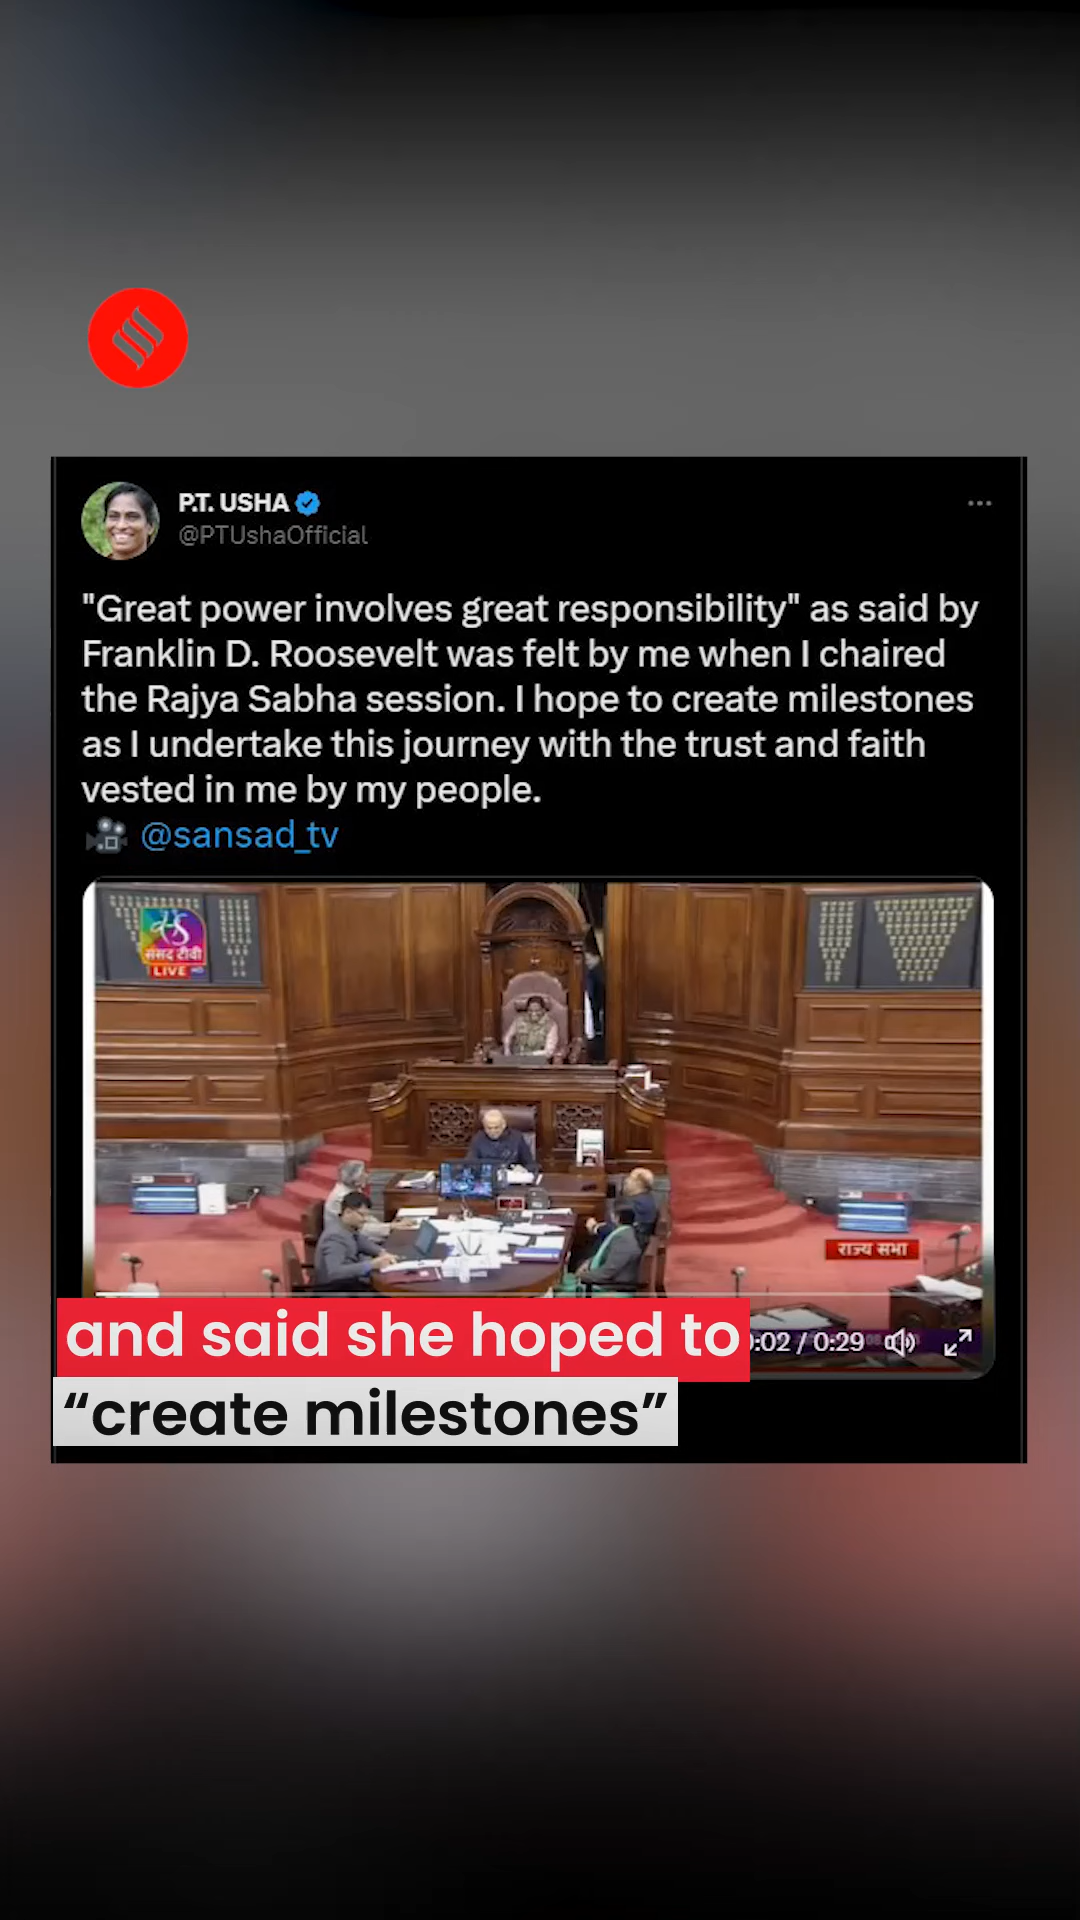 P.T. USHA
@PTUshaOfficial
"Great power involves great responsibility" as said by
Franklin D. Roosevelt was felt by me when I chaired
the Rajya Sabha session. I hope to create milestones
as I undertake this journey with the trust and faith
vested in me by my people.
@sansad_tv
संसद टीवी
LIVE
राज्य सभा
and said she hoped to
:02 / 0:29
“create milestones”